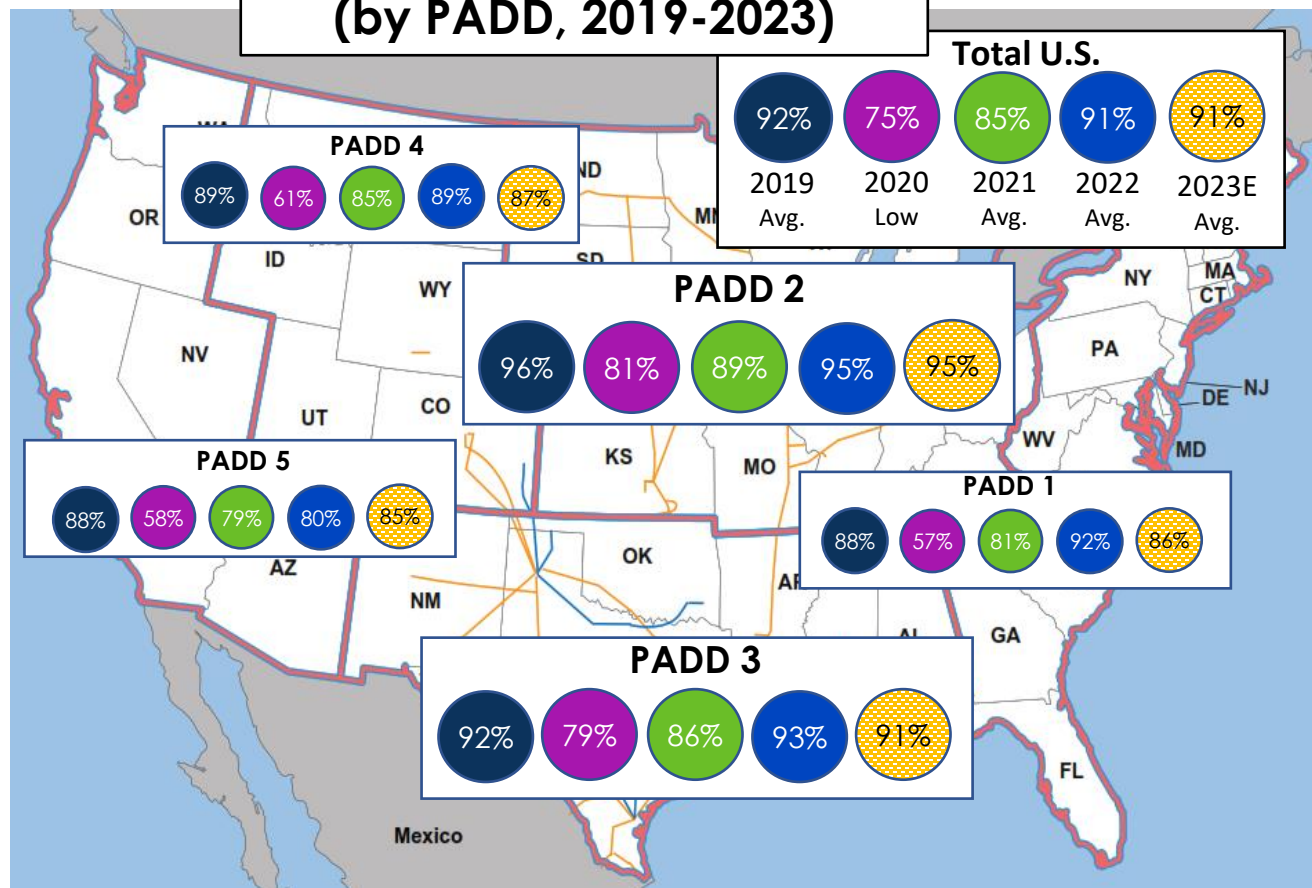 (by PADD, 2019-2023)
Total U.S.
92% 75% 85% 91% 91%
2019 2020 2021 2022 2023E
Avg. Low Avg. Avg. Avg.
PADD 4
89% 61% 85% 89% 87%
ND
OR
ID
SD
WY
PADD 2
96% 81% 89% 95% 95%
NY
MA
CT
PA
NJ
DE
NV
UT
CO
KS
MO
WV
MD
PADD 5
88% 58% 79% 80% 85%
PADD 1
88% 57% 81% 92% 86%
AZ
NM
OK
GA
PADD 3
92% 79% 86% 93% 91%
FL
Mexico